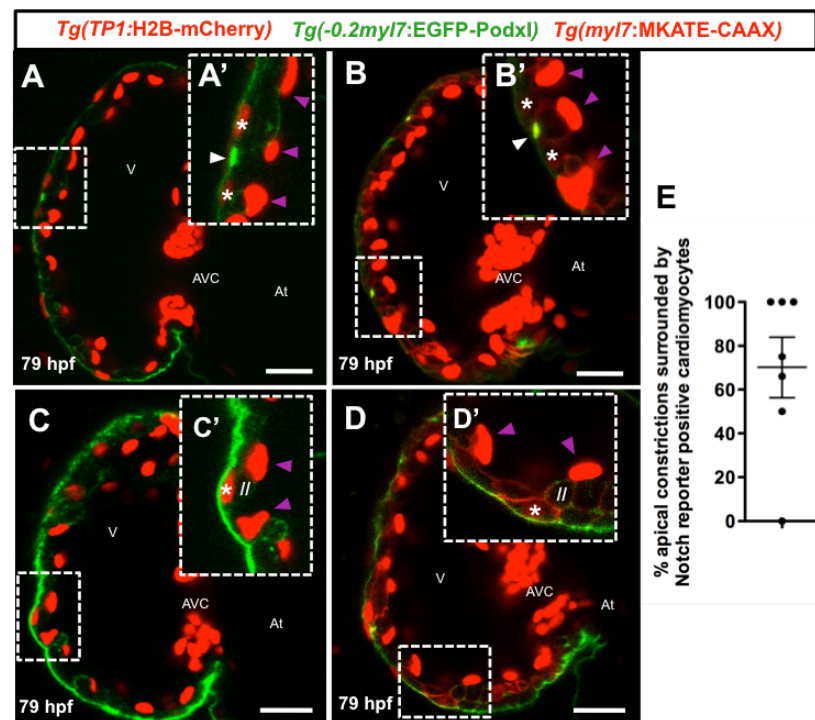 Tg(TP1:H2B-mCherry) Tg(-0.2myl7:EGFP-Podxl) Tg(myl7:MKATE-CAAX)
A
A’
*
*
V
AVC
At
79 hpf
B
B’
*
*
V
AVC
At
79 hpf
C
C’
*
//
V
AVC
At
79 hpf
D
D’
*
//
V
AVC
At
79 hpf
E
% apical constrictions surrounded by
Notch reporter positive cardiomyocytes
100
80
60
40
20
0